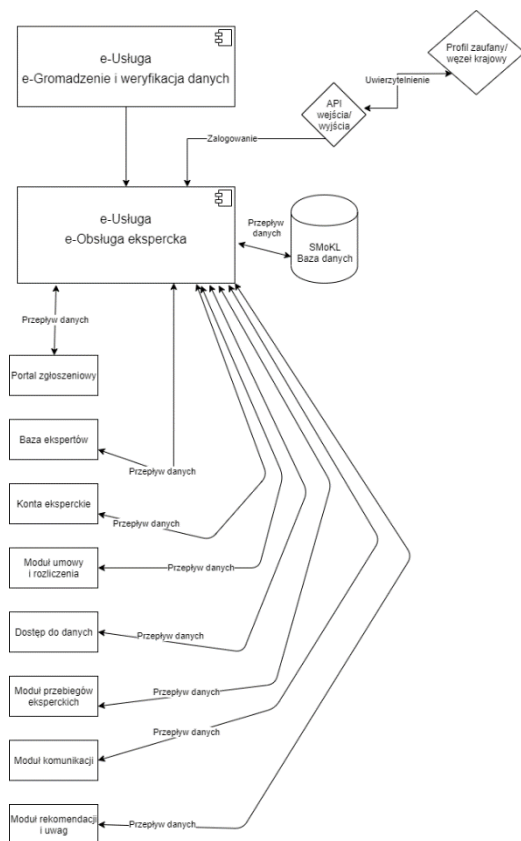 e-Usługa
e-Gromadzenie i weryfikacja danych
Profil zaufany/
węzeł krajowy
Uwierzytelnienie
API
wejścia/
wyjścia
Zalogowanie
e-Usługa
e-Obsługa ekspercka
Przepływ
danych
SMoKL
Baza danych
Przepływ danych
Portal zgłoszeniowy
Baza ekspertów
Przepływ danych
Konta eksperckie
Przepływ danych
Moduł umowy
i rozliczenia
Przepływ danych
Dostęp do danych
Przepływ danych
Moduł przebiegów
eksperckich
Przepływ danych
Przepływ danych
Moduł komunikacji
Moduł rekomendacji
i uwag
Przepływ danych